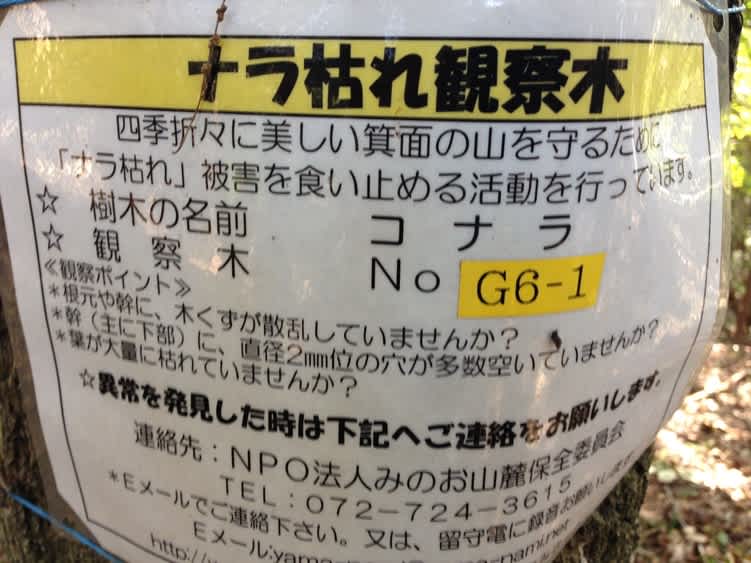 ナラ枯れ観察木
四季折々に美しい箕面の山を守るために
「ナラ枯れ」被害を食い止める活動を行っています。
☆ 樹木の名前 コナラ
☆ 観察木 No G6-1
≪観察ポイント≫
*根元や幹に、木くずが散乱していませんか？
*幹（主に下部）に、直径2㎜位の穴が多数空いていませんか？
*葉が大量に枯れていませんか？
☆異常を発見した時は下記へご連絡をお願いします。
連絡先：NPO法人みのお山麓保全委員会
TEL：072－724－3615
*Eメールでご連絡下さい。又は、留守電に録音お願いします
Eメール:yama
http://